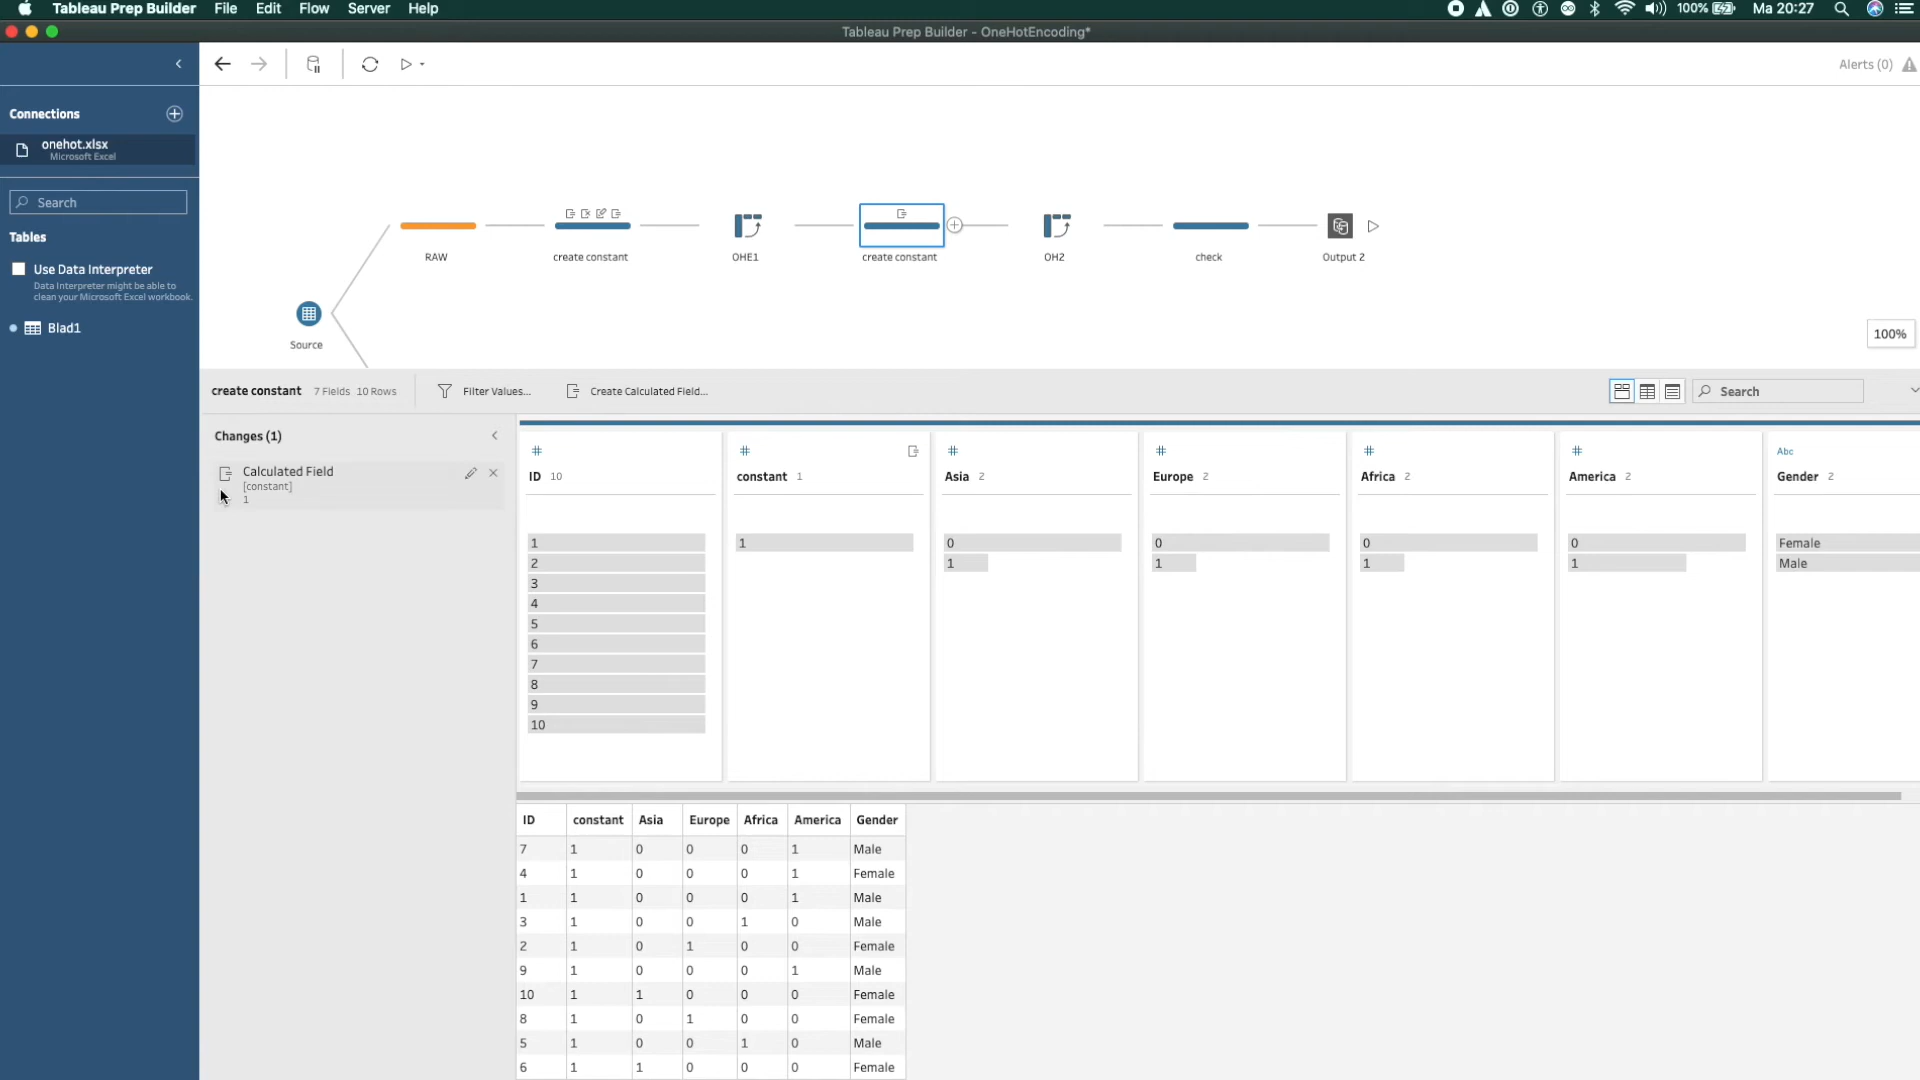 Tableau Prep Builder File Edit Flow Server Help 100% Ma 20:27
Tableau Prep Builder - OneHotEncoding*
Alerts (0)
Connections
onehot.xlsx
Microsoft Excel
Search
Tables
Use Data Interpreter
Data Interpreter might be able to
clean your Microsoft Excel workbook.
Blad1
RAW create constant OHE1 create constant OH2 check Output 2
Source
100%
create constant 7 Fields 10 Rows Filter Values... Create Calculated Field... Search
Changes (1)
Calculated Field
[constant]
1
Abc
ID 10 constant 1 Asia 2 Europe 2 Africa 2 America 2 Gender 2
1 1 0 0 0 0 Female
2 1 1 1 1 Male
3
4
5
6
7
8
9
10
ID constant Asia Europe Africa America Gender
7 1 0 0 0 1 Male
4 1 0 0 0 1 Female
1 1 0 0 0 1 Male
3 1 0 0 1 0 Male
2 1 0 1 0 0 Female
9 1 0 0 0 1 Male
10 1 1 0 0 0 Female
8 1 0 1 0 0 Female
5 1 0 0 1 0 Male
6 1 1 0 0 0 Female